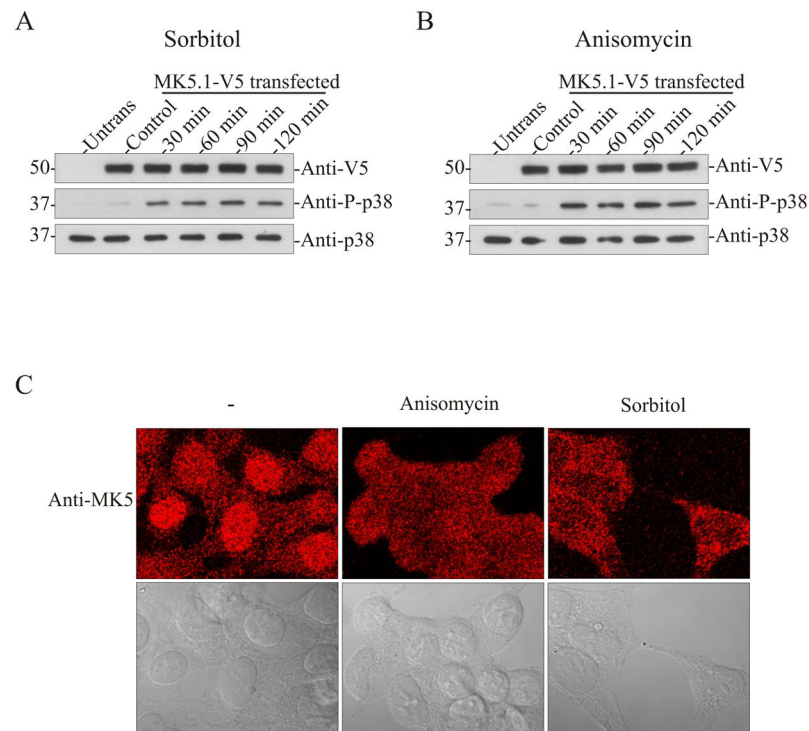 A
Sorbitol
MK5.1-V5 transfected
-Untrans
-Control
-30 min
-60 min
-90 min
-120 min
50-
-Anti-V5
37-
-Anti-P-p38
37-
-Anti-p38
B
Anisomycin
MK5.1-V5 transfected
-Untrans
-Control
-30 min
-60 min
-90 min
-120 min
50-
-Anti-V5
37-
-Anti-P-p38
37-
-Anti-p38
C
-
Anisomycin
Sorbitol
Anti-MK5